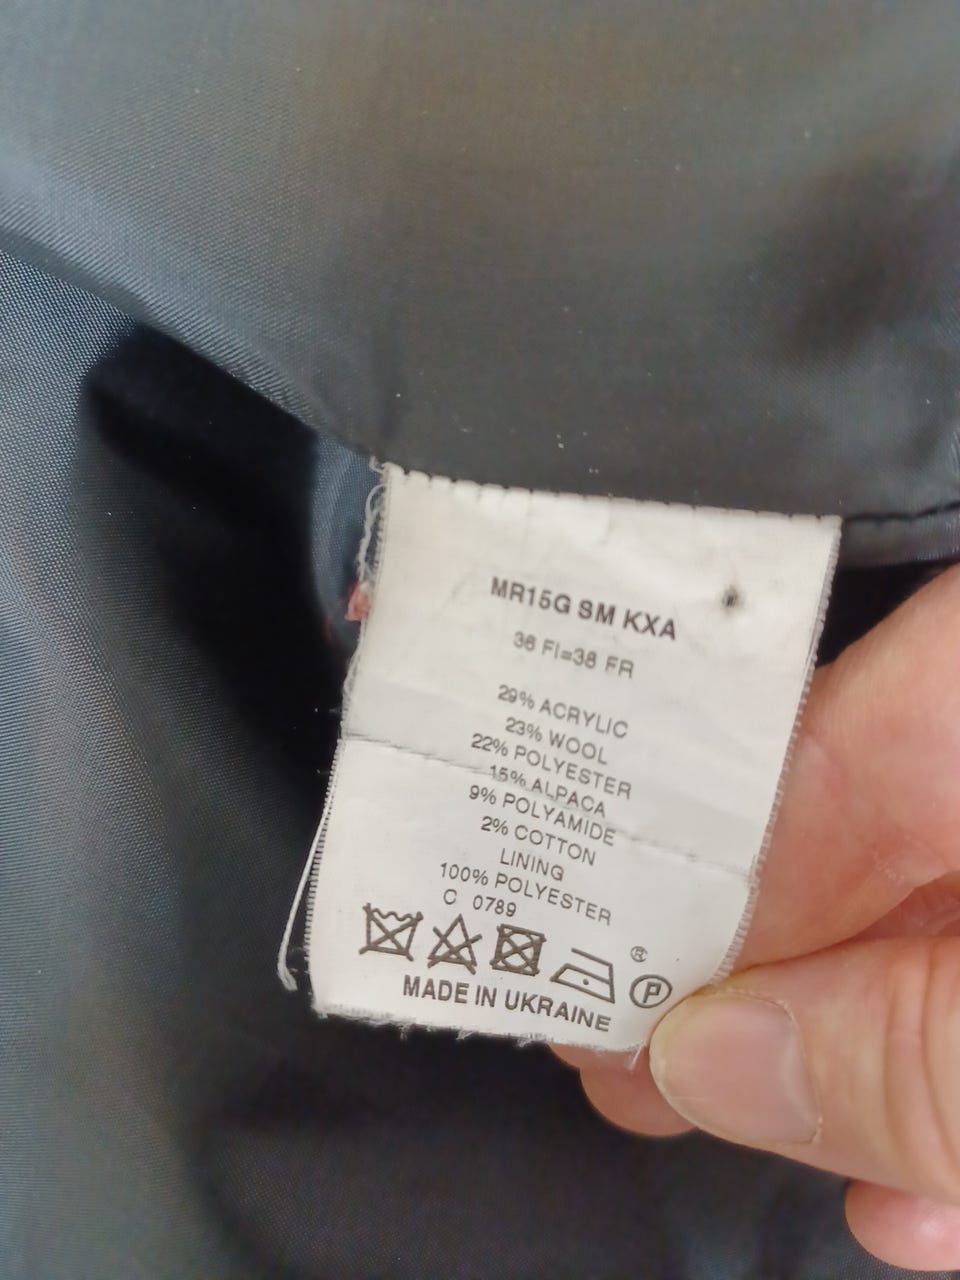 MR15G SM KXA
36 FI=38 FR
29% ACRYLIC
23% WOOL
22% POLYESTER
15% ALPACA
9% POLYAMIDE
2% COTTON
LINING
100% POLYESTER
C 0789
®
P
MADE IN UKRAINE